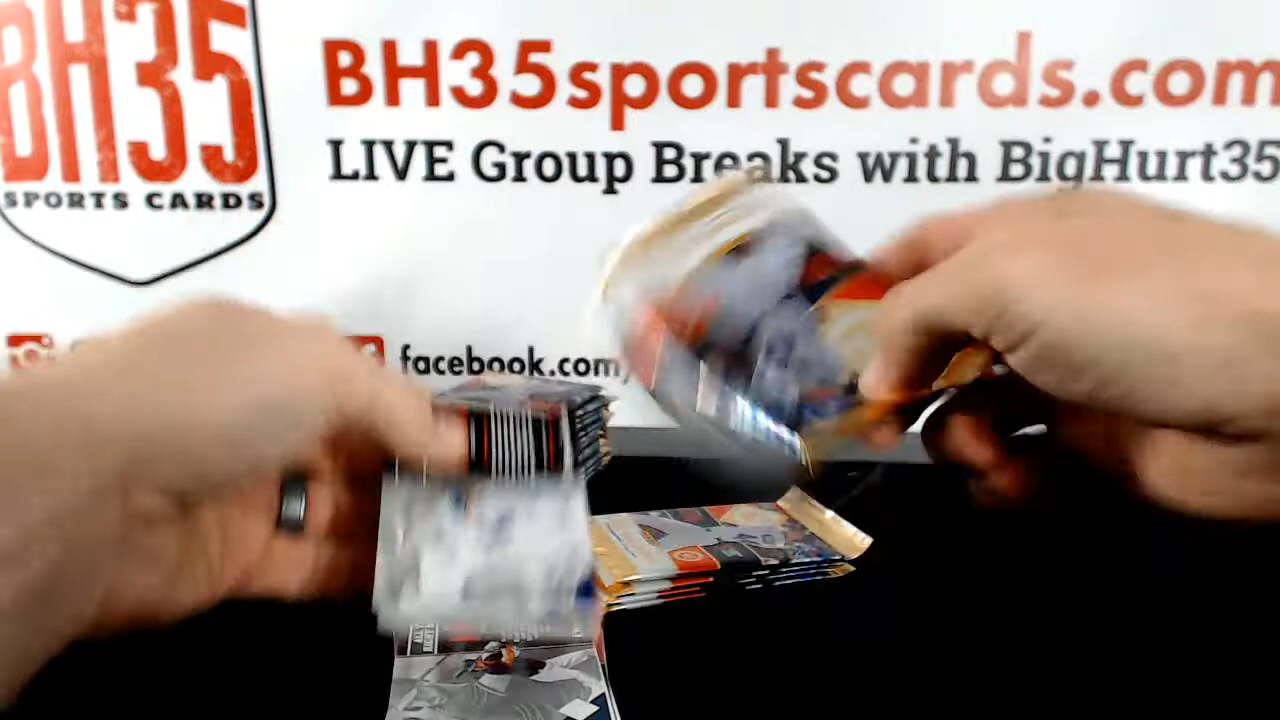 BH35
SPORTS CARDS
BH35sportscards.com
LIVE Group Breaks with BigHurt35
facebook.com/